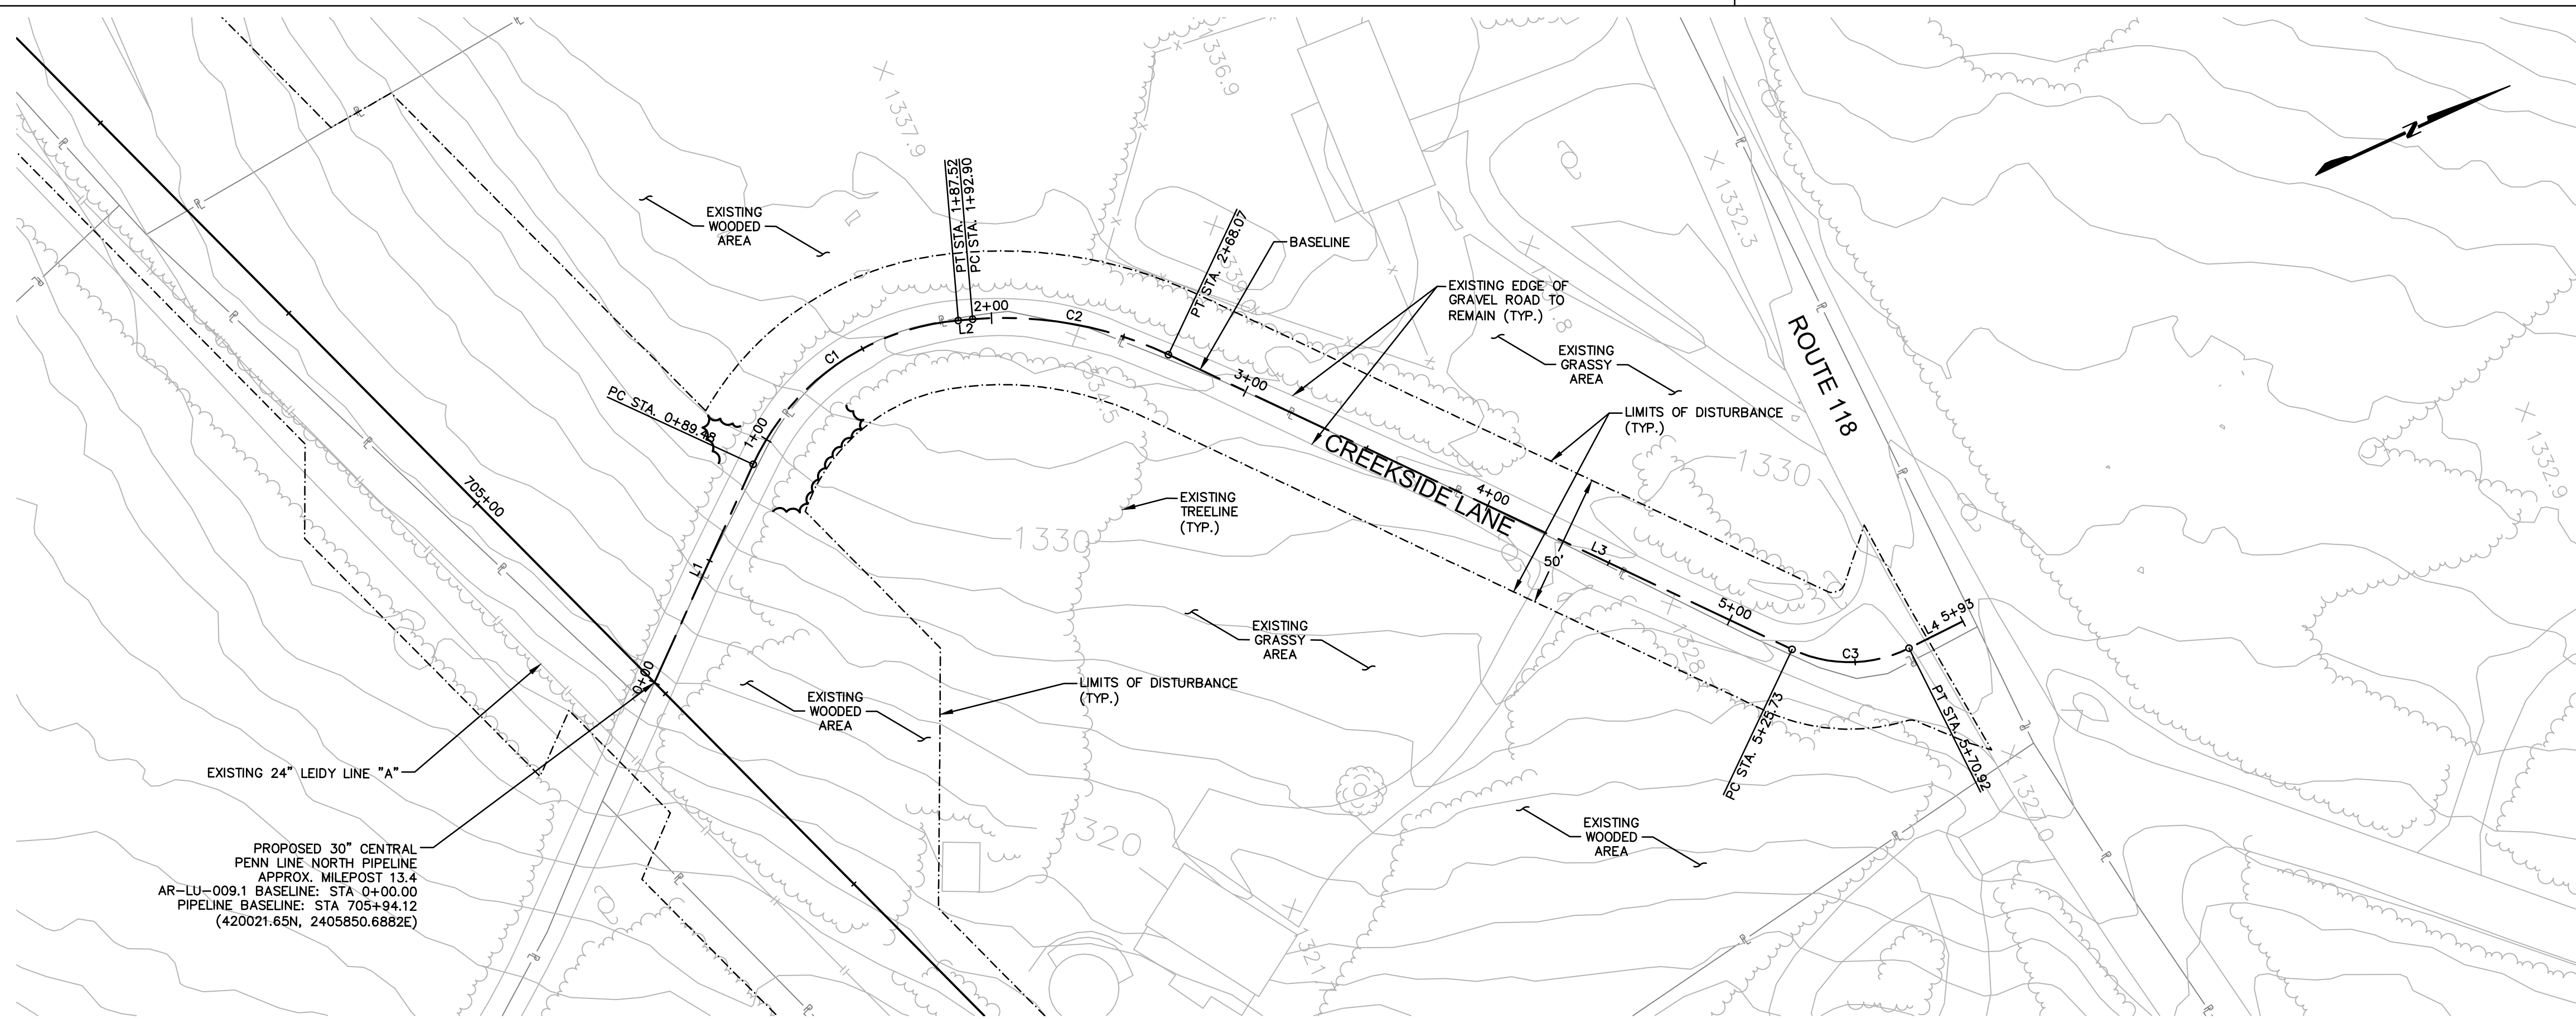 1336.9
X 1337.9
N
EXISTING
WOODED
AREA
PT STA. 1+87.52
PC STA. 1+92.90
PT STA. 2+68.07
BASELINE
X 1332.3
EXISTING EDGE OF
GRAVEL ROAD TO
REMAIN (TYP.)
2+00
L2
C2
C1
ROUTE 118
EXISTING
GRASSY
AREA
3+00
LIMITS OF DISTURBANCE
(TYP.)
PC STA. 0+89.48
1+00
CREEKSIDE LANE
1330
X 1332.9
705+00
4+00
EXISTING
TREELINE
(TYP.)
1330
L3
50'
L1
5+00
5+93
L4
C3
EXISTING
GRASSY
AREA
0+00
LIMITS OF DISTURBANCE
(TYP.)
EXISTING
WOODED
AREA
PC STA. 5+25.73
PT STA. 5+70.92
EXISTING 24" LEIDY LINE "A"
1320
EXISTING
WOODED
AREA
PROPOSED 30" CENTRAL
PENN LINE NORTH PIPELINE
APPROX. MILEPOST 13.4
AR-LU-009.1 BASELINE: STA 0+00.00
PIPELINE BASELINE: STA 705+94.12
(420021.65N, 2405850.6882E)